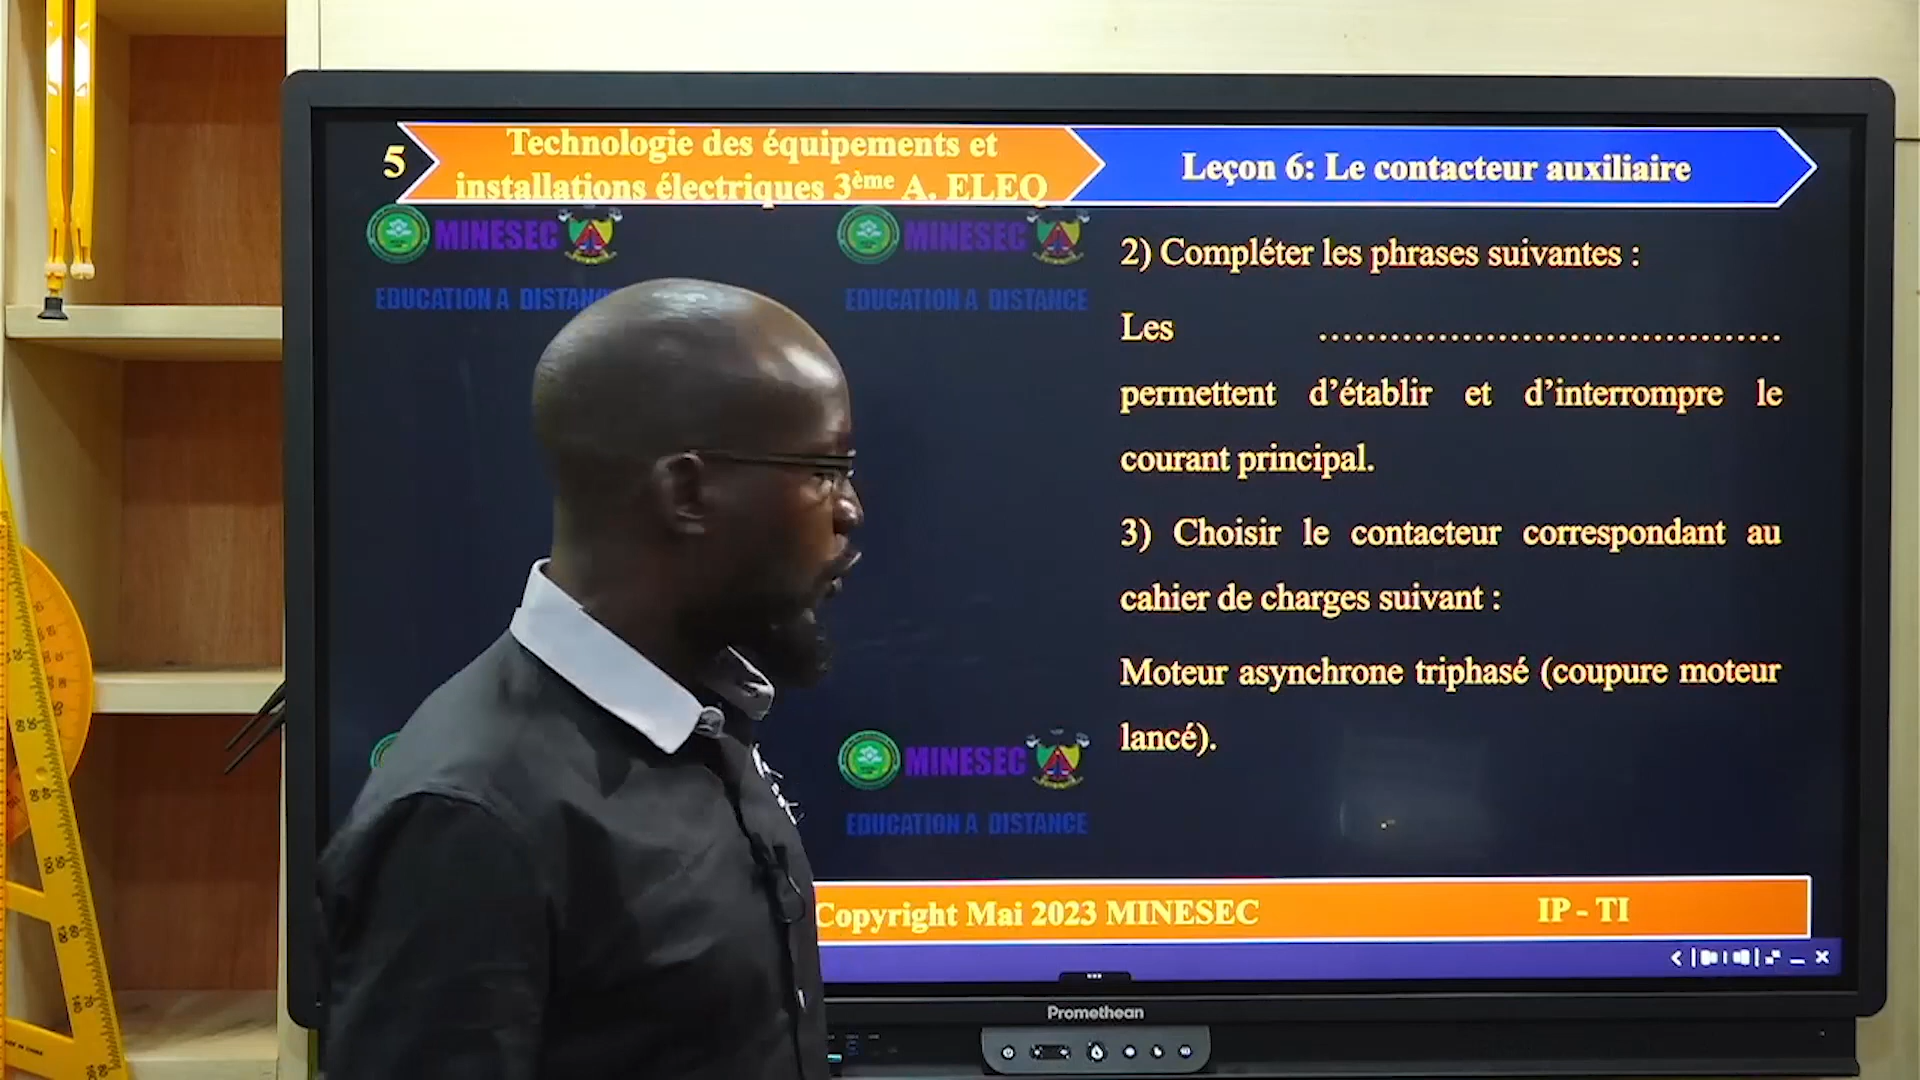 5
Technologie des équipements et
installations électriques 3ème A. ELEQ
Leçon 6: Le contacteur auxiliaire
MINESEC
EDUCATION A DISTANCE
MINESEC
EDUCATION A DISTANCE
2) Compléter les phrases suivantes :
Les .......................................
permettent d'établir et d'interrompre le
courant principal.
3) Choisir le contacteur correspondant au
cahier de charges suivant :
Moteur asynchrone triphasé (coupure moteur
lancé).
MINESEC
EDUCATION A DISTANCE
Copyright Mai 2023 MINESEC
IP - TI
Promethean